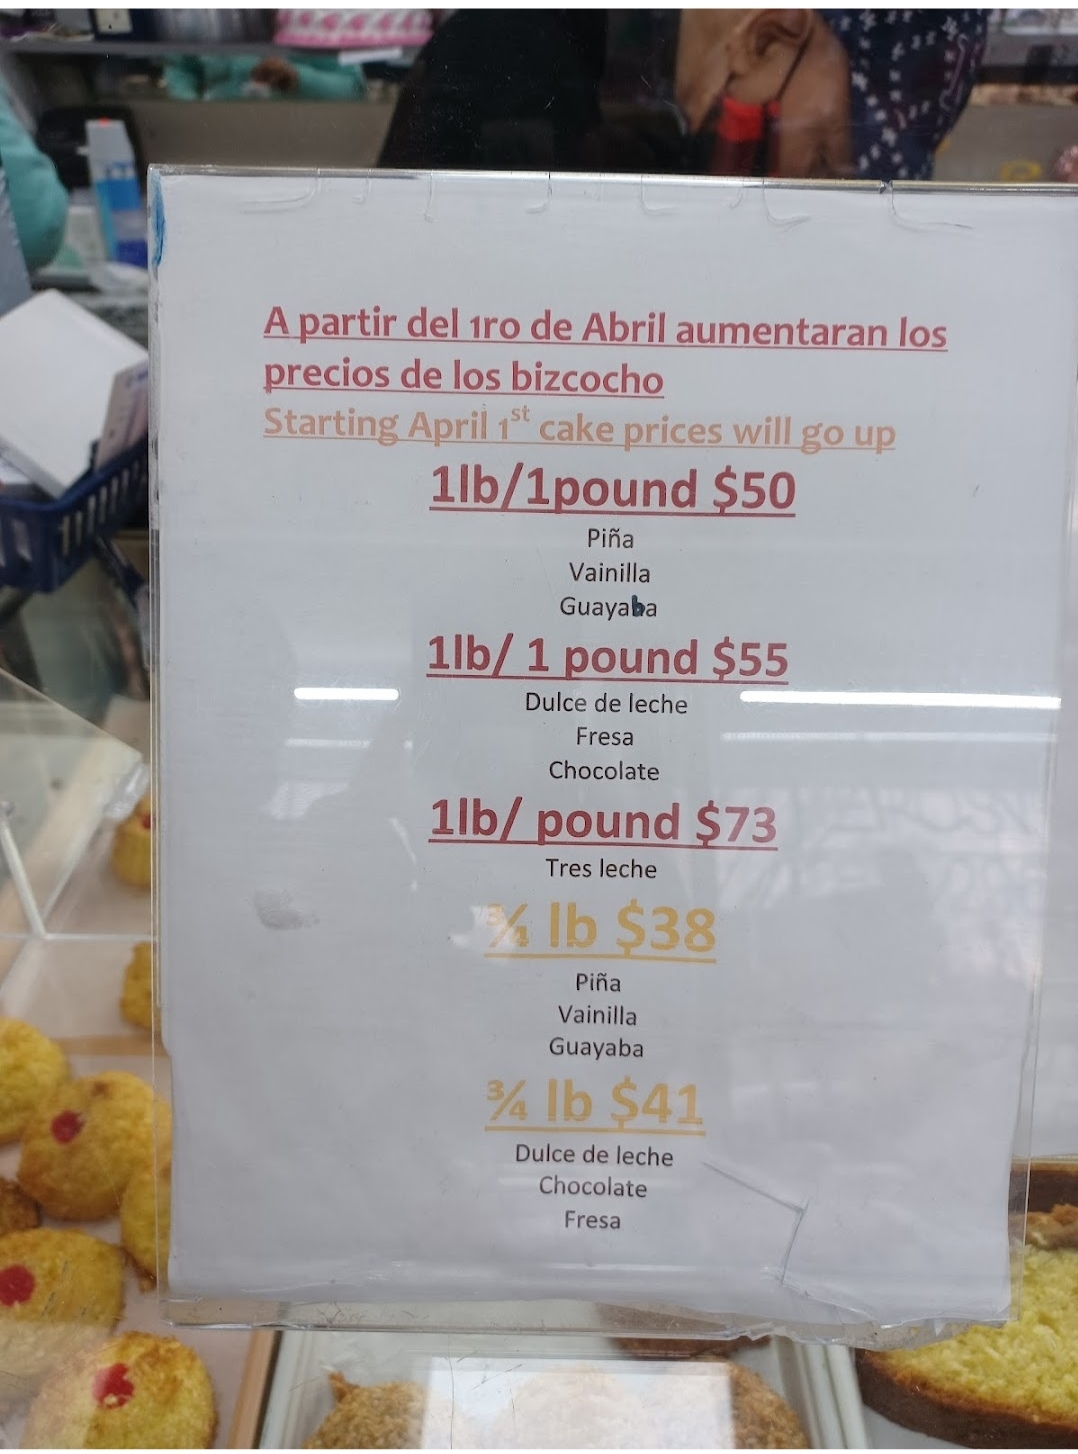 A partir del 1ro de Abril aumentaran los
precios de los bizcocho
Starting April 1st cake prices will go up
1lb/1pound $50
Piña
Vainilla
Guayaba
1lb/ 1 pound $55
Dulce de leche
Fresa
Chocolate
1lb/ pound $73
Tres leche
¾ lb $38
Piña
Vainilla
Guayaba
¾ lb $41
Dulce de leche
Chocolate
Fresa